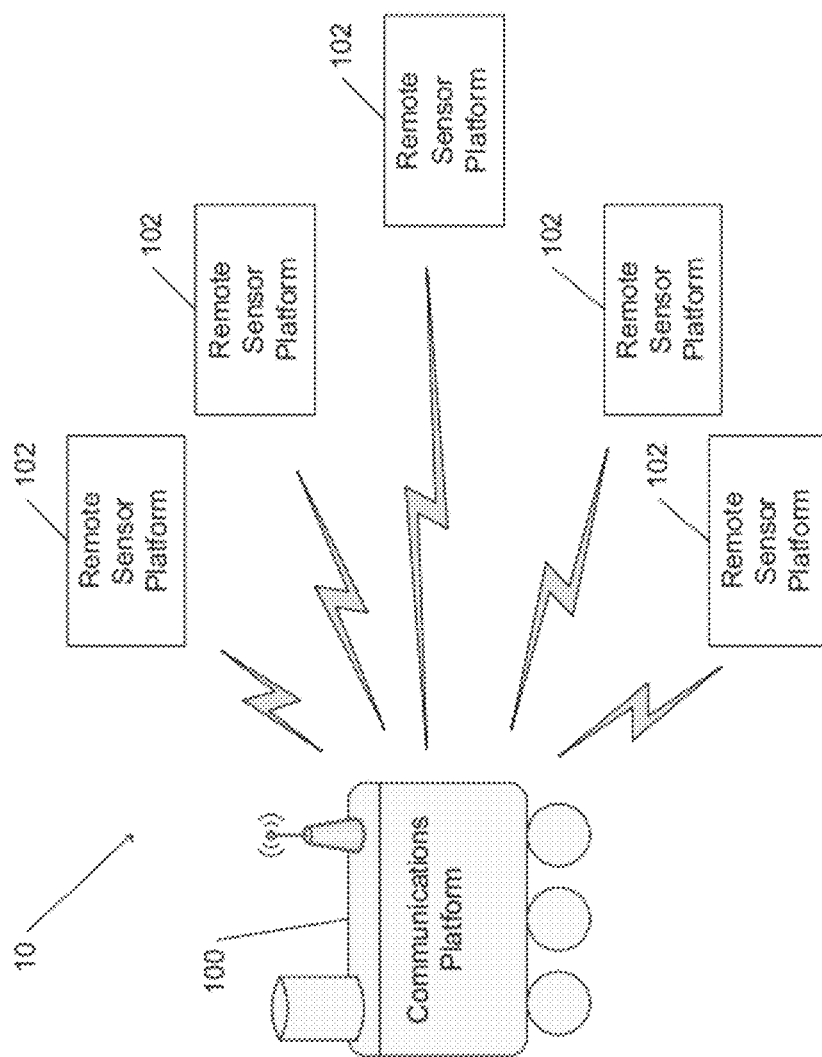 10
100
Communications
Platform
102
Remote
Sensor
Platform
102
Remote
Sensor
Platform
102
Remote
Sensor
Platform
102
Remote
Sensor
Platform
102
Remote
Sensor
Platform